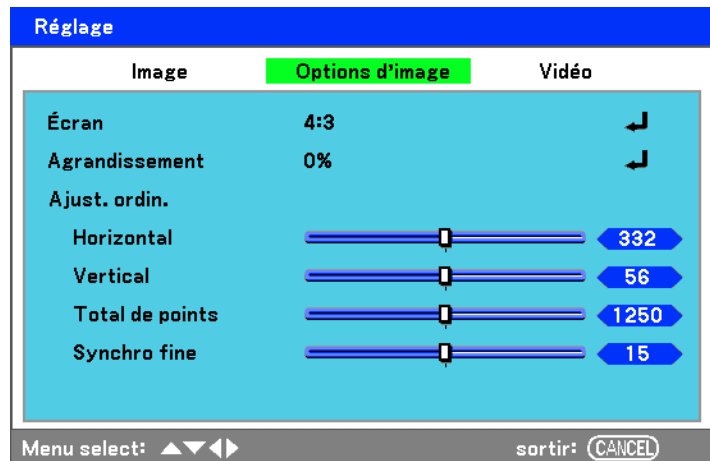 Réglage
Image Options d'image Vidéo
Écran 4:3
Agrandissement 0%
Ajust. ordin.
Horizontal 332
Vertical 56
Total de points 1250
Synchro fine 15
Menu select: ▲▼◀▶ sortir: CANCEL